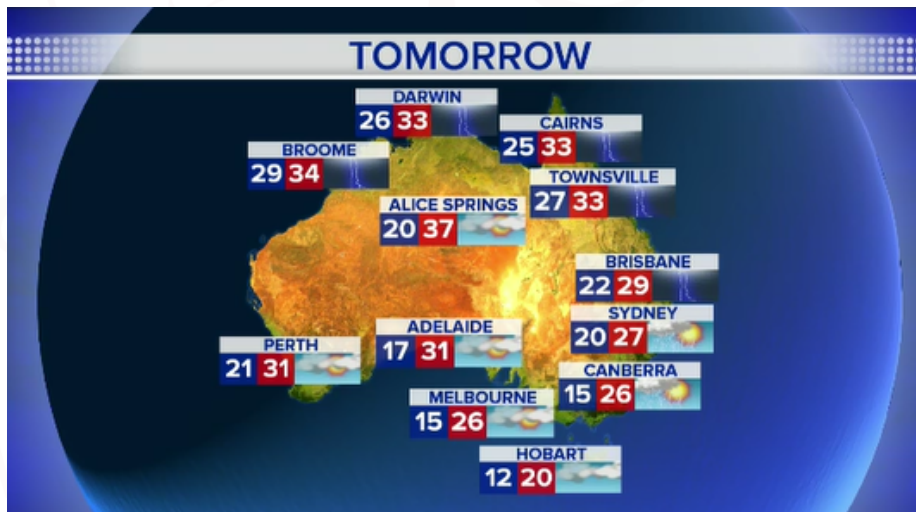 TOMORROW
DARWIN
26 33
CAIRNS
25 33
BROOME
29 34
TOWNSVILLE
27 33
ALICE SPRINGS
20 37
BRISBANE
22 29
SYDNEY
20 27
ADELAIDE
17 31
PERTH
21 31
CANBERRA
15 26
MELBOURNE
15 26
HOBART
12 20